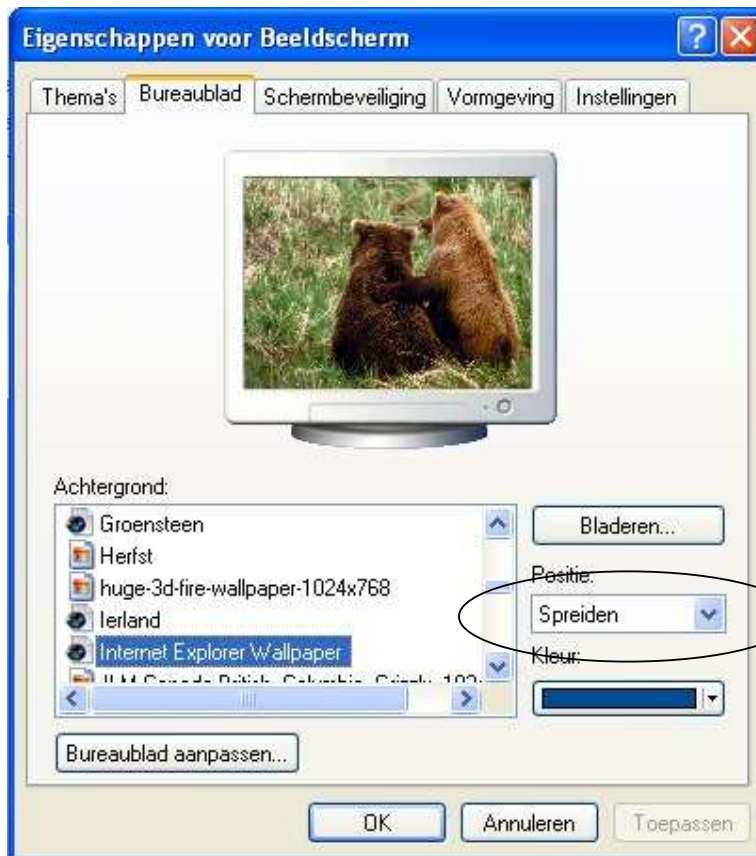 Eigenschappen voor Beeldscherm
Thema's Bureaublad Schermbeveiliging Vormgeving Instellingen
Achtergrond:
Groensteen
Herfst
huge-3d-fire-wallpaper-1024x768
Ierland
Internet Explorer Wallpaper
Bladeren...
Positie:
Spreiden
Kleur:
Bureaublad aanpassen...
OK Annuleren Toepassen